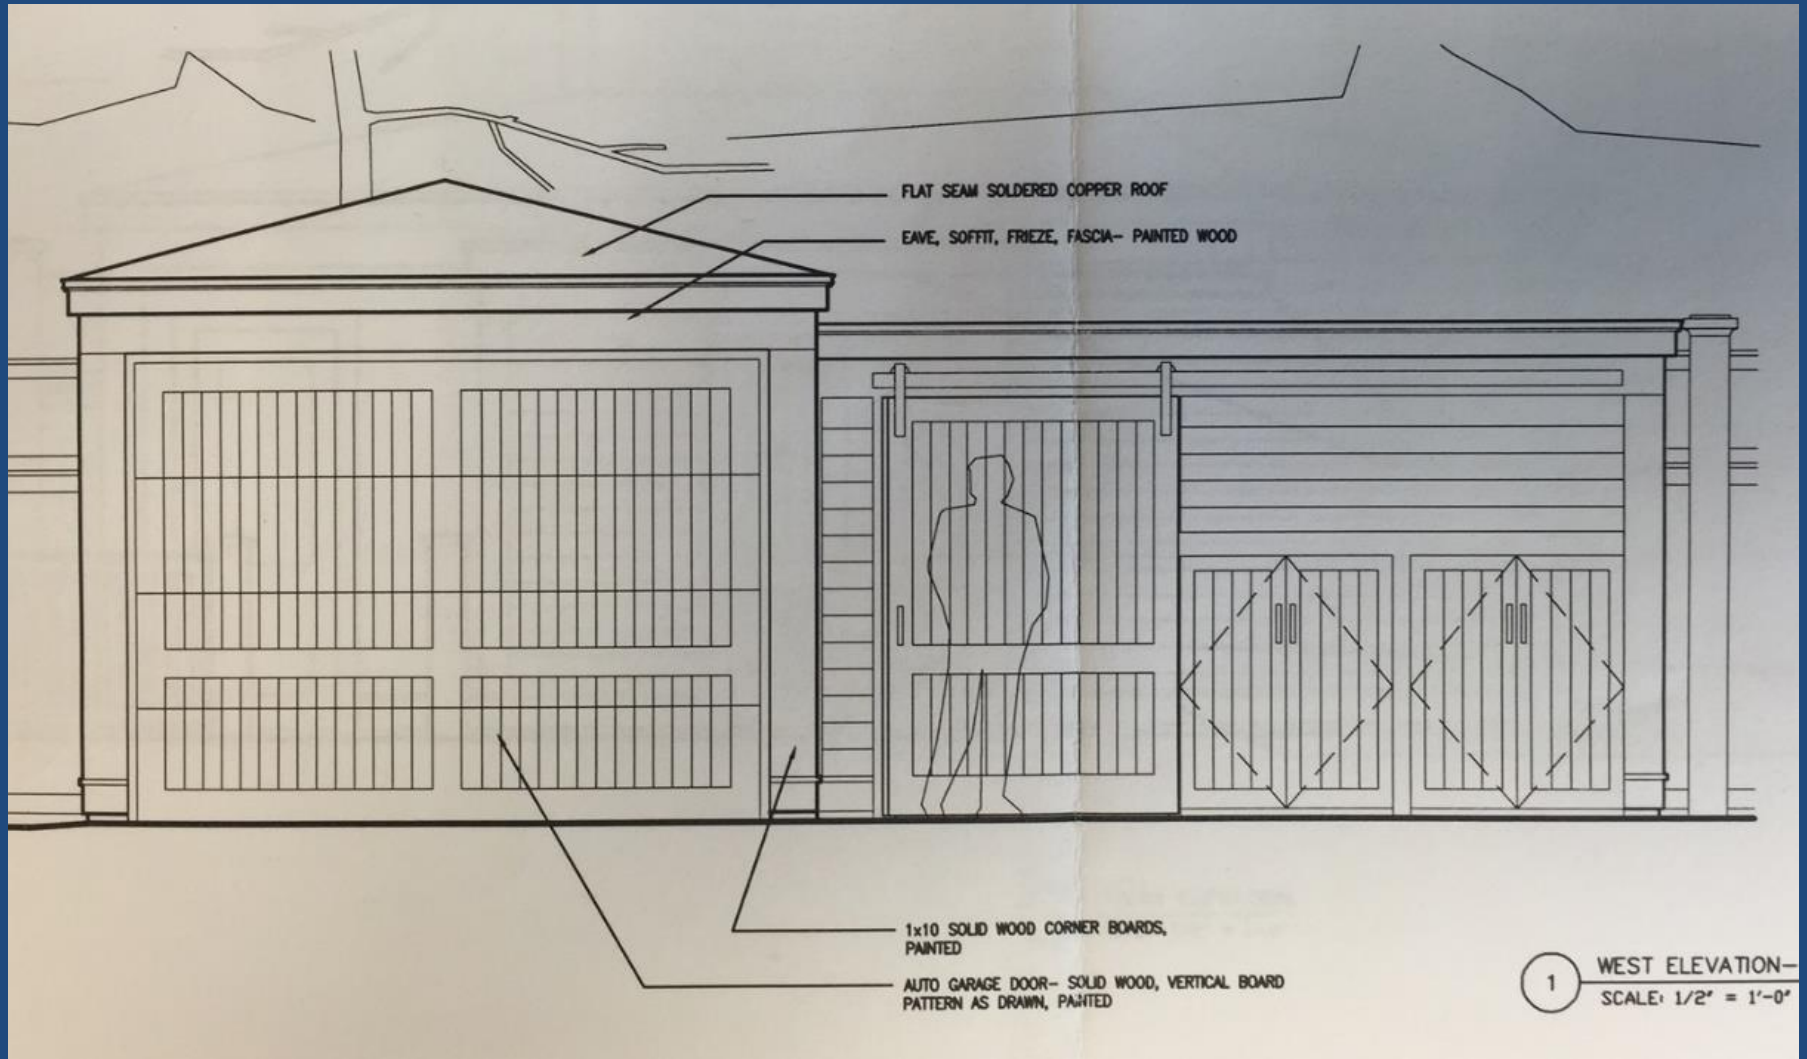 FLAT SEAM SOLDERED COPPER ROOF
EAVE, SOFFIT, FRIEZE, FASCIA- PAINTED WOOD
1x10 SOLID WOOD CORNER BOARDS,
PAINTED
AUTO GARAGE DOOR- SOLID WOOD, VERTICAL BOARD
PATTERN AS DRAWN, PAINTED
1
WEST ELEVATION-
SCALE: 1/2" = 1'-0"